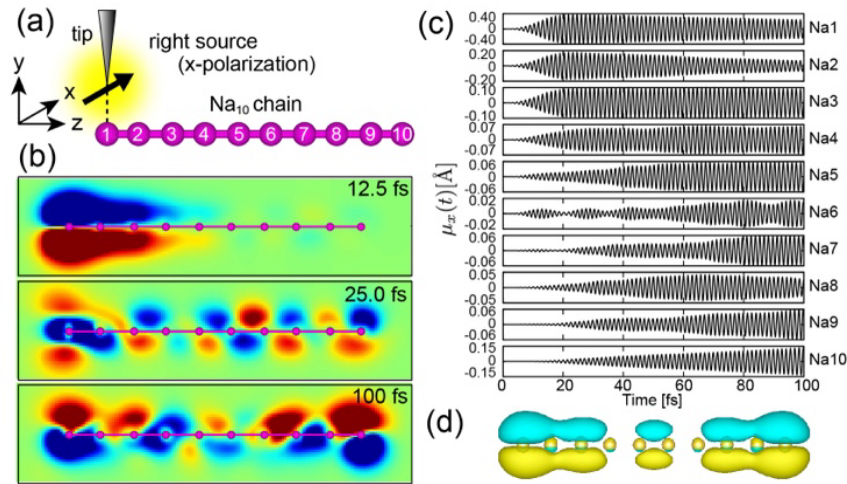 (a)
tip
right source
(x-polarization)
y
x
z
Na10 chain
1 2 3 4 5 6 7 8 9 10
(b)
12.5 fs
25.0 fs
100 fs
(c)
μx(t)[Å]
0.40
0
-0.40
Na1
0.20
0
-0.20
Na2
0.10
0
-0.10
Na3
0.07
0
-0.07
Na4
0.06
0
-0.06
Na5
0.02
0
-0.02
Na6
0.06
0
-0.06
Na7
0.05
0
-0.05
Na8
0.06
0
-0.06
Na9
0.15
0
-0.15
Na10
0 20 40 60 80 100
Time [fs]
(d)